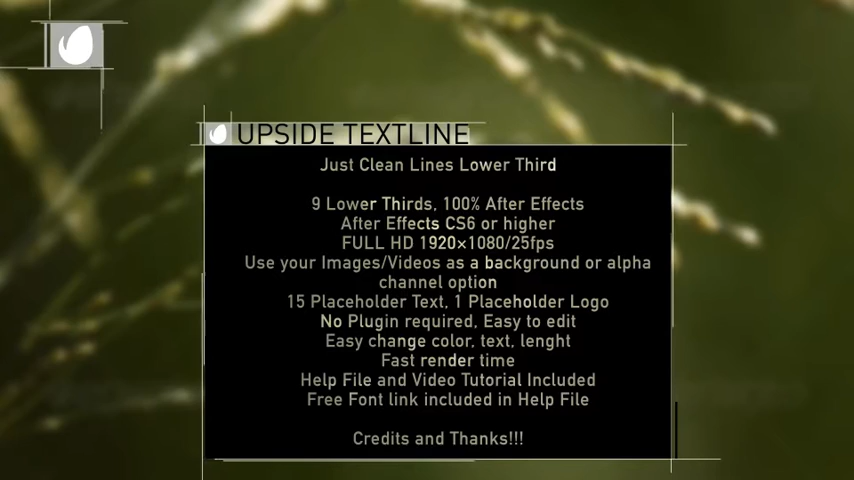 UPSIDE TEXTLINE
Just Clean Lines Lower Third
9 Lower Thirds, 100% After Effects
After Effects CS6 or higher
FULL HD 1920x1080/25fps
Use your Images/Videos as a background or alpha
channel option
15 Placeholder Text, 1 Placeholder Logo
No Plugin required, Easy to edit
Easy change color, text, lenght
Fast render time
Help File and Video Tutorial Included
Free Font link included in Help File
Credits and Thanks!!!